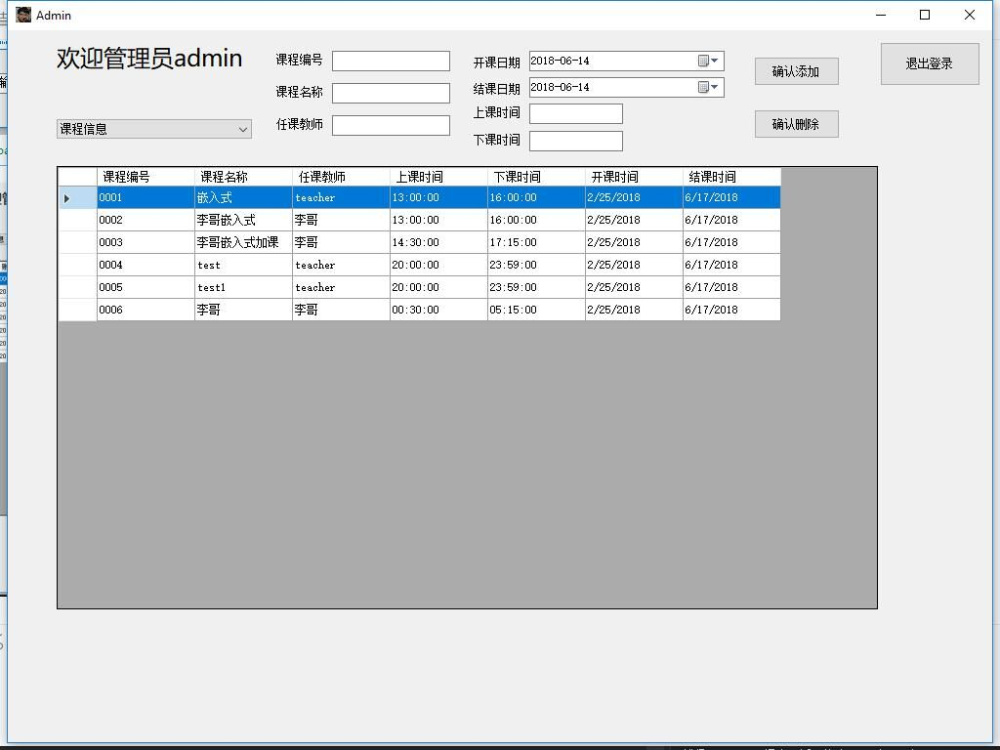 Admin
欢迎管理员admin
课程信息
课程编号
课程名称
任课教师
开课日期 2018-06-14
结课日期 2018-06-14
上课时间
下课时间
确认添加
确认删除
退出登录
课程编号 课程名称 任课教师 上课时间 下课时间 开课时间 结课时间
0001 嵌入式 teacher 13:00:00 16:00:00 2/25/2018 6/17/2018
0002 李哥嵌入式 李哥 13:00:00 16:00:00 2/25/2018 6/17/2018
0003 李哥嵌入式加课 李哥 14:30:00 17:15:00 2/25/2018 6/17/2018
0004 test teacher 20:00:00 23:59:00 2/25/2018 6/17/2018
0005 test1 teacher 20:00:00 23:59:00 2/25/2018 6/17/2018
0006 李哥 李哥 00:30:00 05:15:00 2/25/2018 6/17/2018